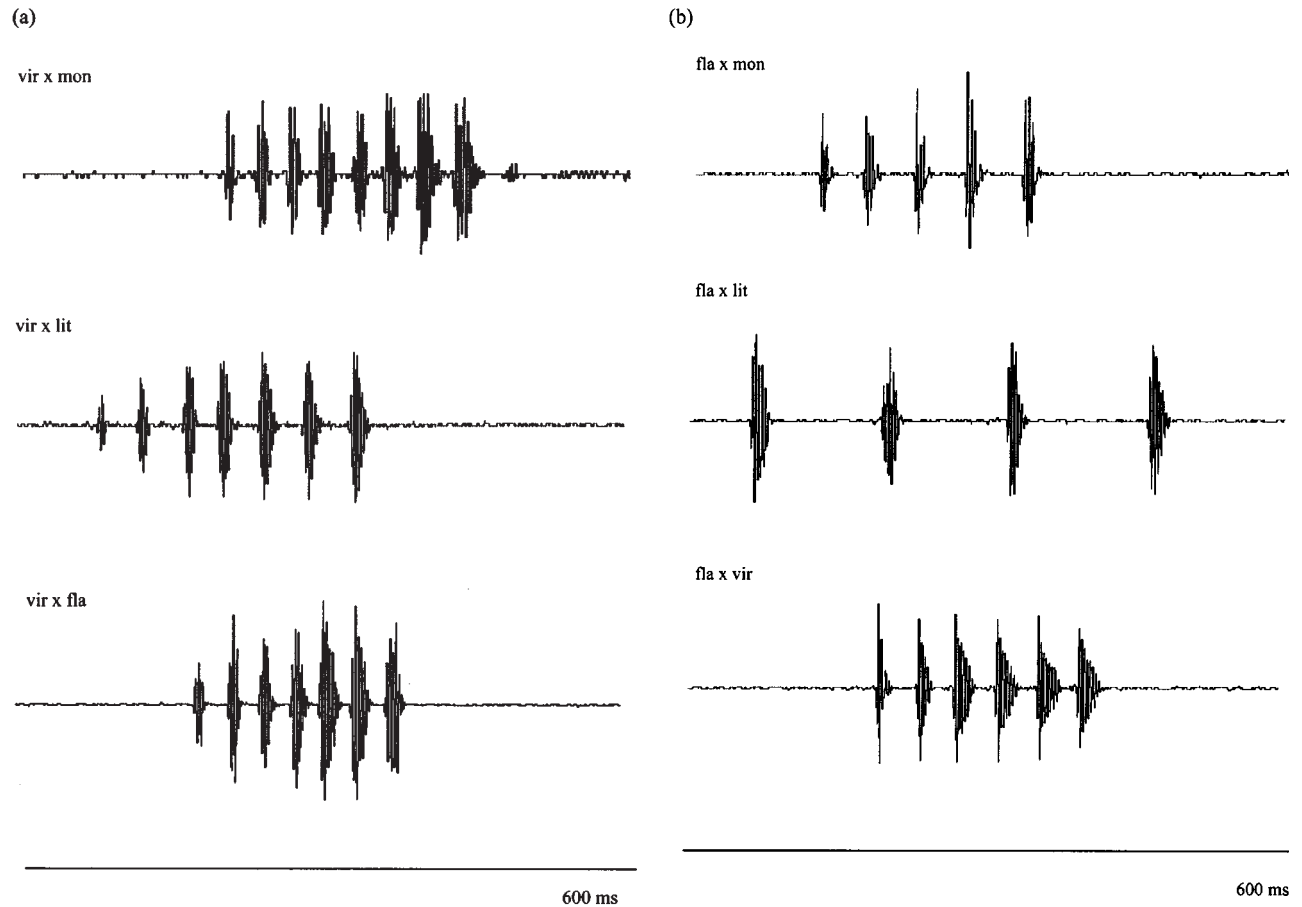 (a)
vir x mon
vir x lit
vir x fla
600 ms
(b)
fla x mon
fla x lit
fla x vir
600 ms